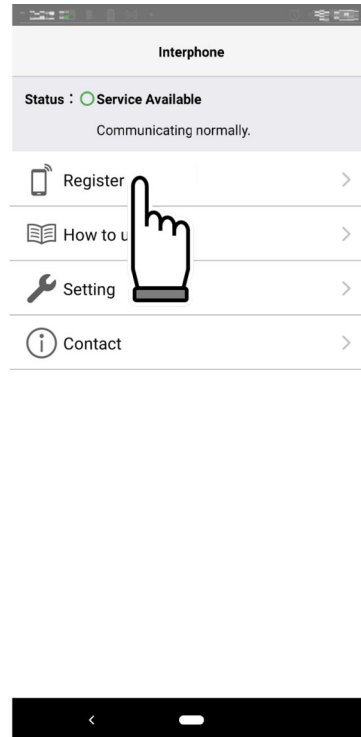 Interphone
Status : Service Available
Communicating normally.
Register
How to u
Setting
Contact